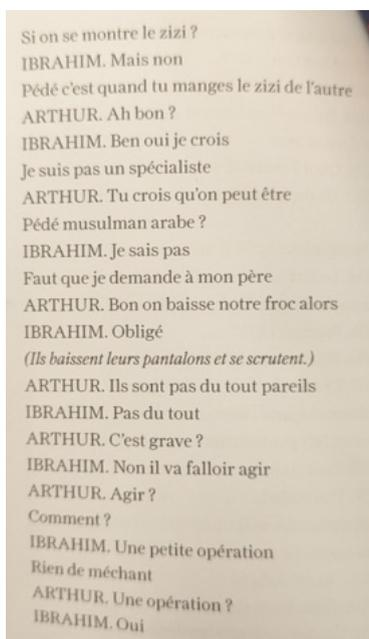 Si on se montre le zizi ?
IBRAHIM. Mais non
Pédé c'est quand tu manges le zizi de l'autre
ARTHUR. Ah bon ?
IBRAHIM. Ben oui je crois
Je suis pas un spécialiste
ARTHUR. Tu crois qu'on peut être
Pédé musulman arabe ?
IBRAHIM. Je sais pas
Faut que je demande à mon père
ARTHUR. Bon on baisse notre froc alors
IBRAHIM. Obligé
(Ils baissent leurs pantalons et se scrutent.)
ARTHUR. Ils sont pas du tout pareils
IBRAHIM. Pas du tout
ARTHUR. C'est grave ?
IBRAHIM. Non il va falloir agir
ARTHUR. Agir ?
Comment ?
IBRAHIM. Une petite opération
Rien de méchant
ARTHUR. Une opération ?
IBRAHIM. Oui